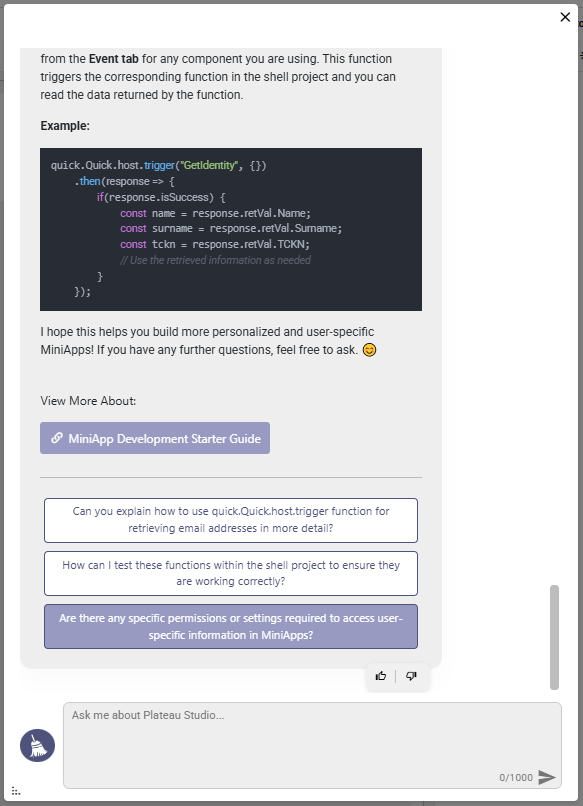 from the Event tab for any component you are using. This function
triggers the corresponding function in the shell project and you can
read the data returned by the function.
Example:
quick.Quick.host.trigger("GetIdentity", {})
    .then(response => {
        if(response.isSuccess) {
            const name = response.retVal.Name;
            const surname = response.retVal.Surname;
            const tckn = response.retVal.TCKN;
            // Use the retrieved information as needed
        }
    });
I hope this helps you build more personalized and user-specific
MiniApps! If you have any further questions, feel free to ask. 😊
View More About:
MiniApp Development Starter Guide
Can you explain how to use quick.Quick.host.trigger function for
retrieving email addresses in more detail?
How can I test these functions within the shell project to ensure they
are working correctly?
Are there any specific permissions or settings required to access user-
specific information in MiniApps?
Ask me about Plateau Studio...
0/1000